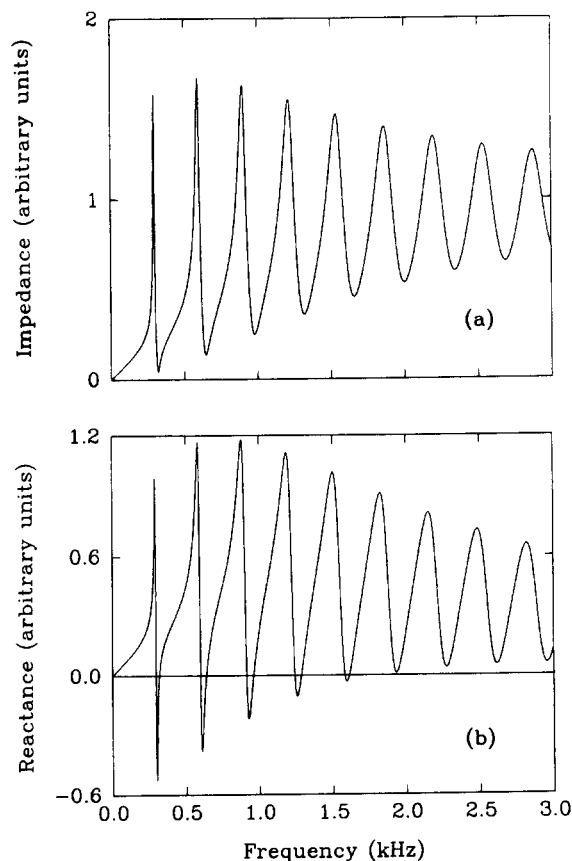 2
1
0
Impedance (arbitrary units)
(a)
1.2
0.6
0.0
−0.6
Reactance (arbitrary units)
(b)
0.0 0.5 1.0 1.5 2.0 2.5 3.0
Frequency (kHz)